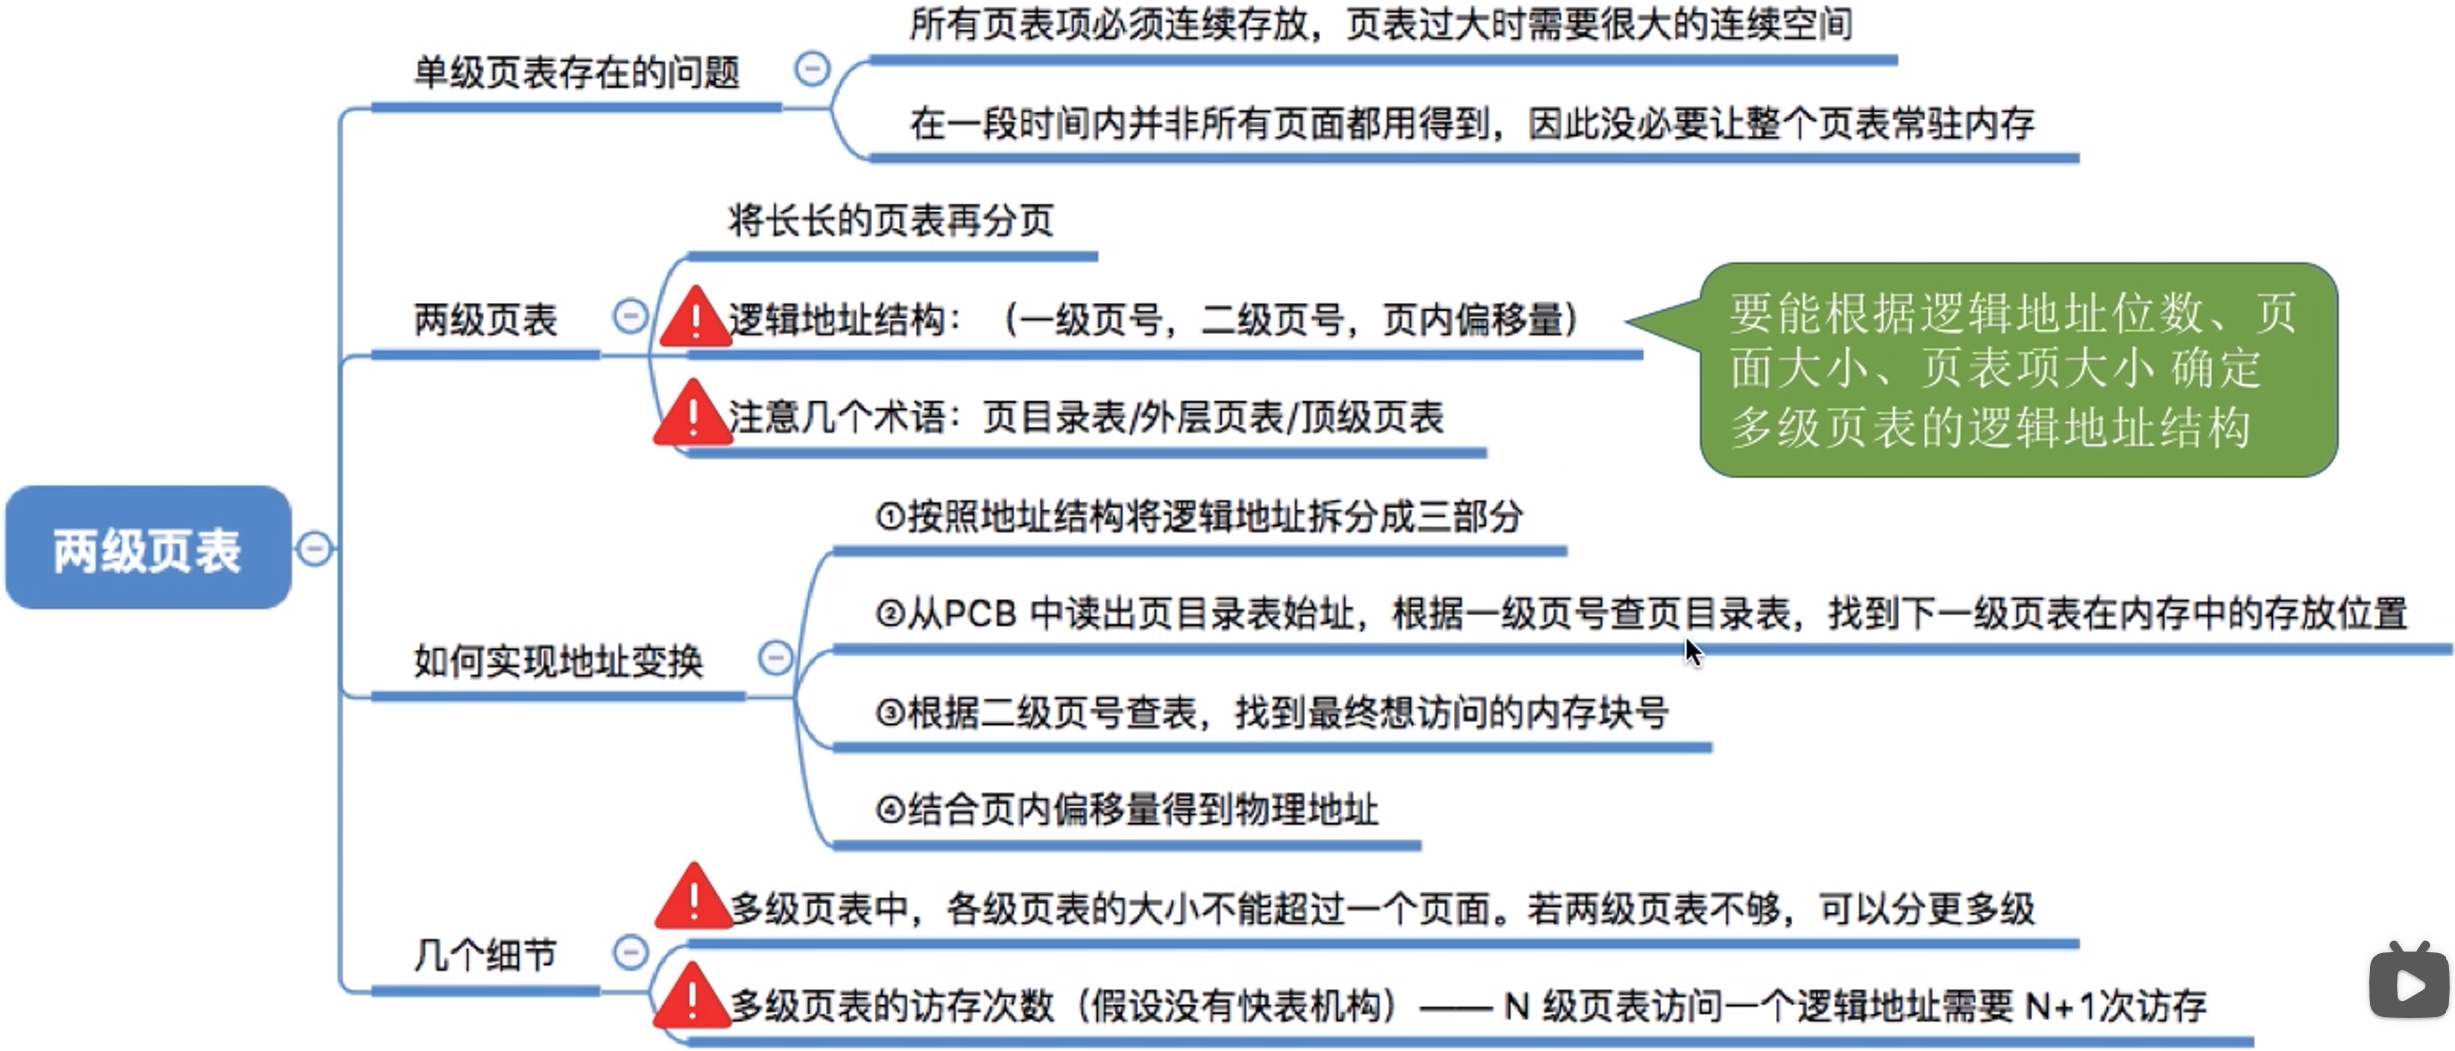 两级页表
单级页表存在的问题
所有页表项必须连续存放，页表过大时需要很大的连续空间
在一段时间内并非所有页面都用得到，因此没必要让整个页表常驻内存
两级页表
将长长的页表再分页
逻辑地址结构：（一级页号，二级页号，页内偏移量）
要能根据逻辑地址位数、页
面大小、页表项大小 确定
多级页表的逻辑地址结构
注意几个术语：页目录表/外层页表/顶级页表
如何实现地址变换
①按照地址结构将逻辑地址拆分成三部分
②从PCB 中读出页目录表始址，根据一级页号查页目录表，找到下一级页表在内存中的存放位置
③根据二级页号查表，找到最终想访问的内存块号
④结合页内偏移量得到物理地址
几个细节
多级页表中，各级页表的大小不能超过一个页面。若两级页表不够，可以分更多级
多级页表的访存次数（假设没有快表机构）—— N 级页表访问一个逻辑地址需要 N+1次访存